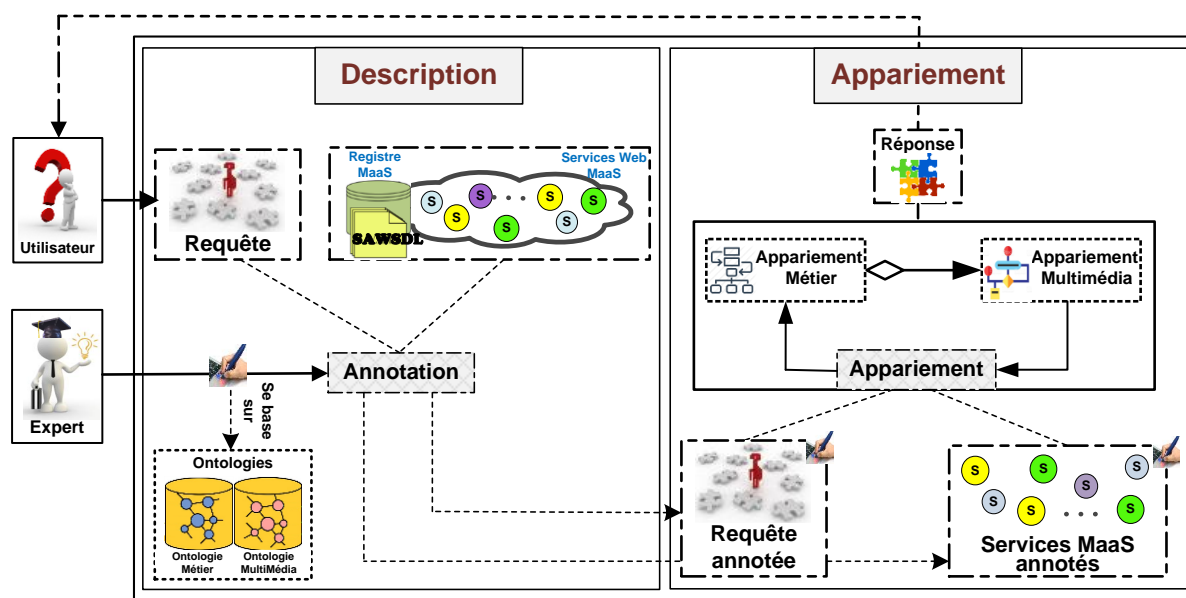 Description
Appariement
Utilisateur
Requête
Registre
MaaS
SAWSDL
Services Web
MaaS
S
S
S
S
S
S
S
Réponse
Appariement
Métier
Appariement
Multimédia
Appariement
Expert
Annotation
Se base
sur
Ontologies
Ontologie
Métier
Ontologie
MultiMédia
Requête
annotée
S
S
S
S
S
S
S
Services MaaS
annotés